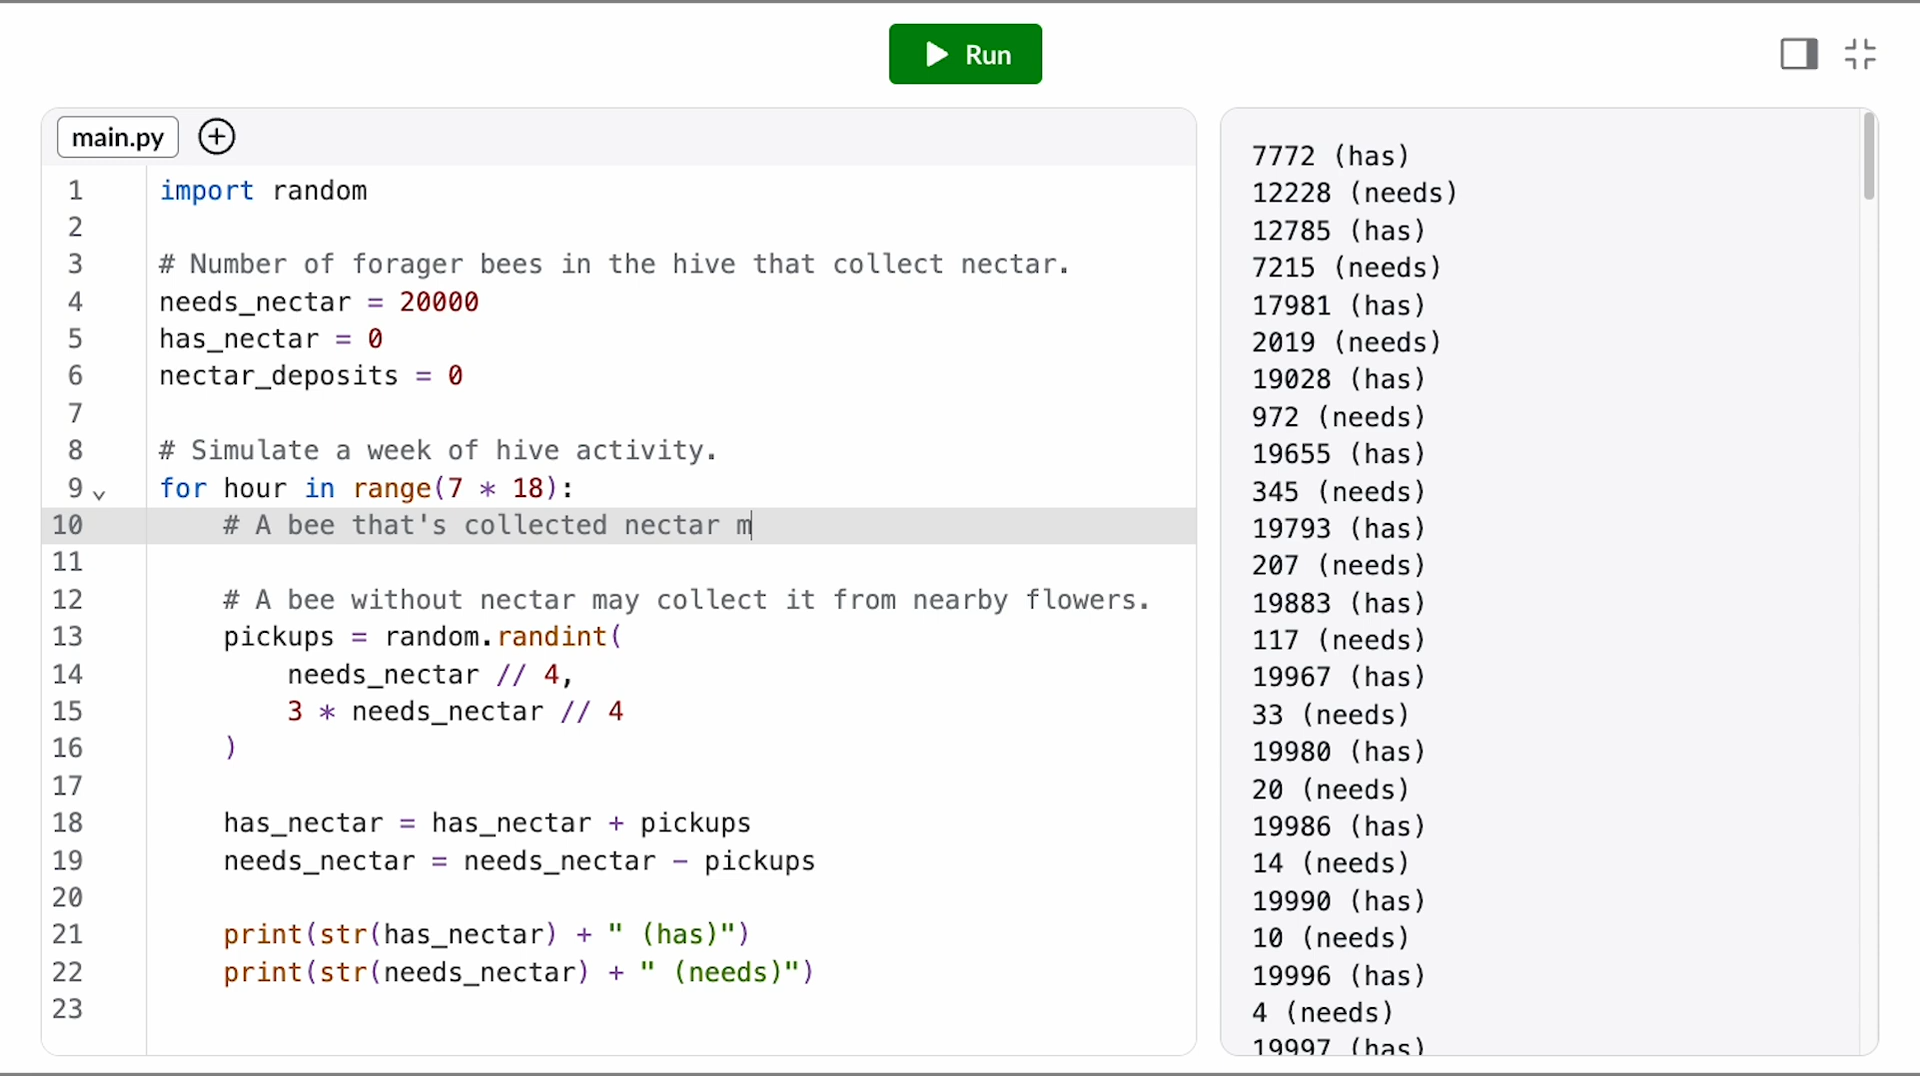 Run
main.py
1 import random
2
3 # Number of forager bees in the hive that collect nectar.
4 needs_nectar = 20000
5 has_nectar = 0
6 nectar_deposits = 0
7
8 # Simulate a week of hive activity.
9 for hour in range(7 * 18):
10     # A bee that's collected nectar m
11
12     # A bee without nectar may collect it from nearby flowers.
13     pickups = random.randint(
14         needs_nectar // 4,
15         3 * needs_nectar // 4
16     )
17
18     has_nectar = has_nectar + pickups
19     needs_nectar = needs_nectar - pickups
20
21     print(str(has_nectar) + " (has)")
22     print(str(needs_nectar) + " (needs)")
23
7772 (has)
12228 (needs)
12785 (has)
7215 (needs)
17981 (has)
2019 (needs)
19028 (has)
972 (needs)
19655 (has)
345 (needs)
19793 (has)
207 (needs)
19883 (has)
117 (needs)
19967 (has)
33 (needs)
19980 (has)
20 (needs)
19986 (has)
14 (needs)
19990 (has)
10 (needs)
19996 (has)
4 (needs)
19997 (has)